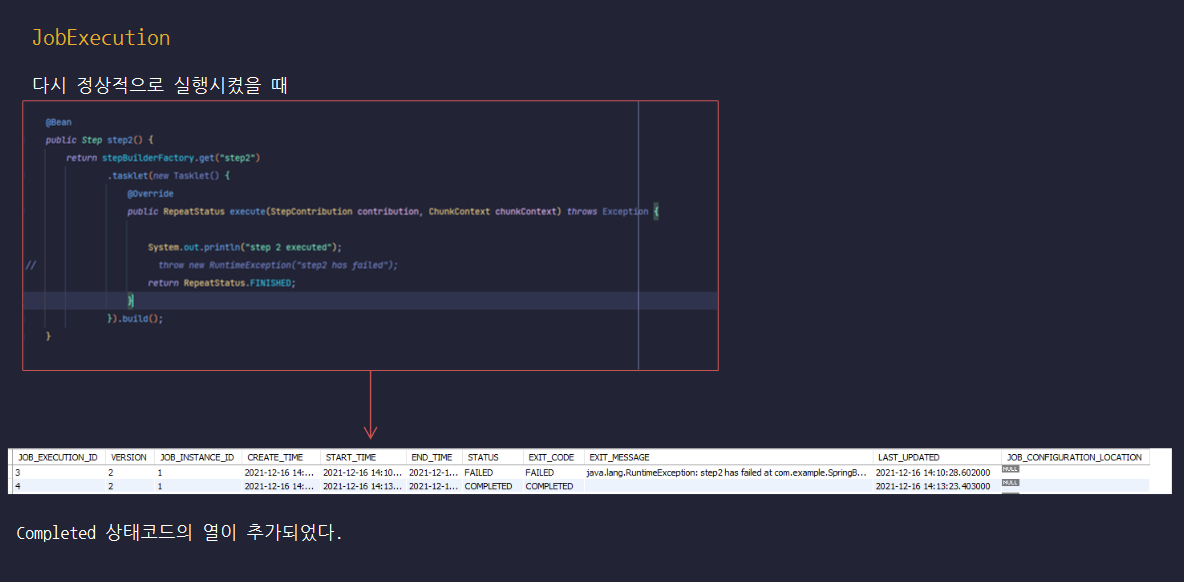 JobExecution
다시 정상적으로 실행시켰을 때
@Bean
public Step step2() {
return stepBuilderFactory.get("step2")
.tasklet(new Tasklet() {
@Override
public RepeatStatus execute(StepContribution contribution, ChunkContext chunkContext) throws Exception {
System.out.println("step 2 executed");
// throw new RuntimeException("step2 has failed");
return RepeatStatus.FINISHED;
}
}).build();
}
JOB_EXECUTION_ID VERSION JOB_INSTANCE_ID CREATE_TIME START_TIME END_TIME STATUS EXIT_CODE EXIT_MESSAGE LAST_UPDATED JOB_CONFIGURATION_LOCATION
3 2 1 2021-12-16 14:... 2021-12-16 14:10... 2021-12-1... FAILED FAILED java.lang.RuntimeException: step2 has failed at com.example.SpringB... 2021-12-16 14:10:28.602000 NULL
4 2 1 2021-12-16 14:... 2021-12-16 14:13... 2021-12-1... COMPLETED COMPLETED 2021-12-16 14:13:23.403000 NULL
Completed 상태코드의 열이 추가되었다.